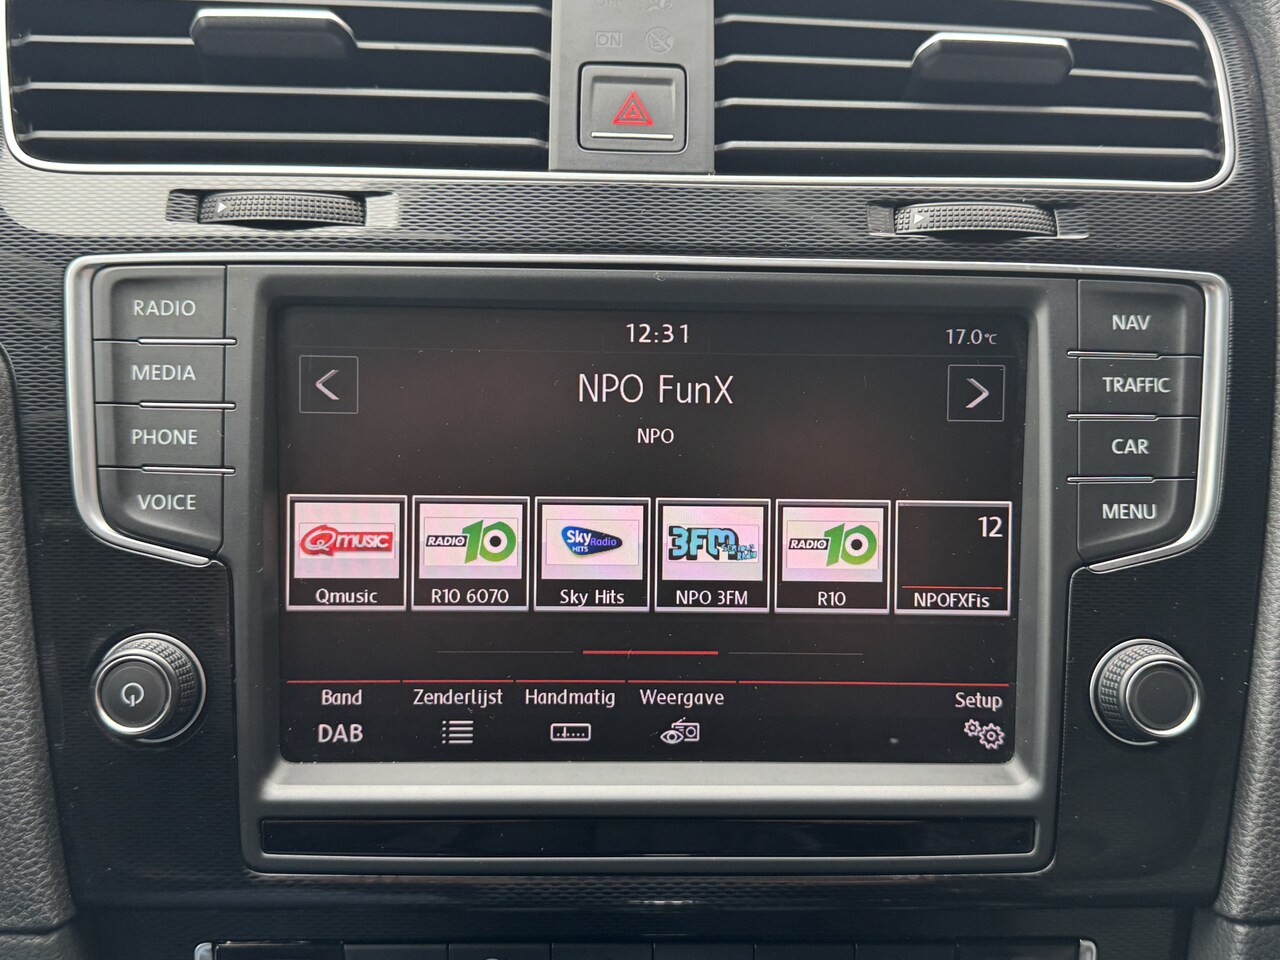 ON
RADIO
MEDIA
PHONE
VOICE
12:31
17.0°C
NPO FunX
NPO
Qmusic
RADIO 10
Sky Radio
HITS
3FM
RADIO 10
12
Qmusic
R10 6070
Sky Hits
NPO 3FM
R10
NPOFXFis
Band
Zenderlijst
Handmatig
Weergave
Setup
DAB
NAV
TRAFFIC
CAR
MENU